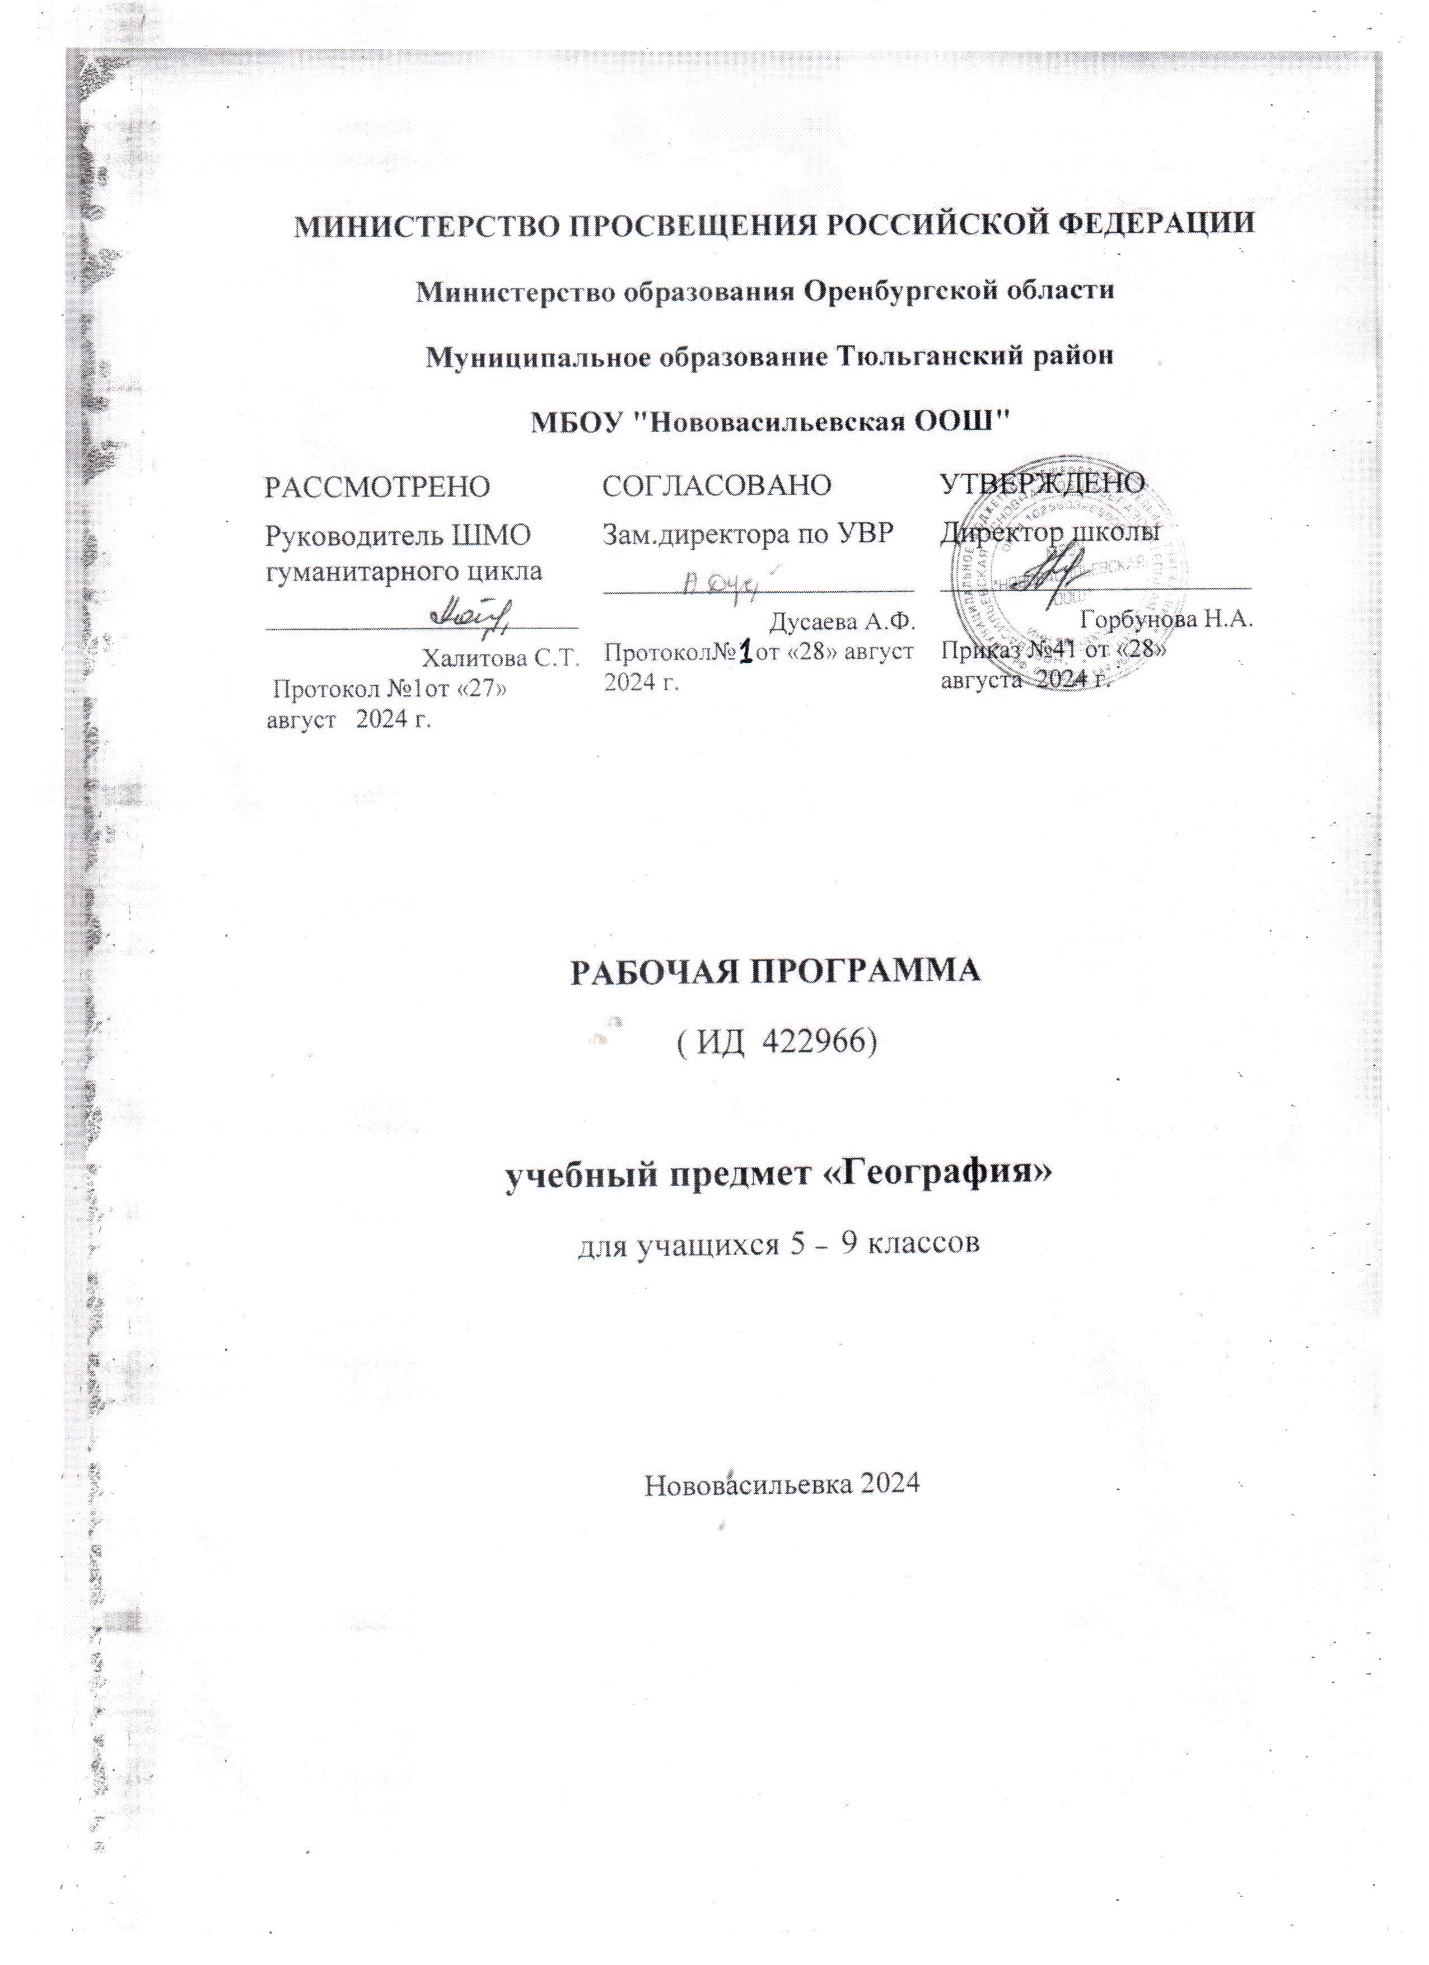 МИНИСТЕРСТВО ПРОСВЕЩЕНИЯ РОССИЙСКОЙ ФЕДЕРАЦИИ
Министерство образования Оренбургской области
Муниципальное образование Тюльганский район
МБОУ "Нововасильевская ООШ"
РАССМОТРЕНО
Руководитель ШМО
гуманитарного цикла
Халитова С.Т.
Протокол №1от «27»
август 2024 г.
СОГЛАСОВАНО
Зам.директора по УВР
Дусаева А.Ф.
Протокол№1от «28» август
2024 г.
УТВЕРЖДЕНО
Директор школы
Горбунова Н.А.
Приказ №41 от «28»
августа 2024 г.
РАБОЧАЯ ПРОГРАММА
( ИД 422966)
учебный предмет «География»
для учащихся 5 – 9 классов
Нововасильевка 2024